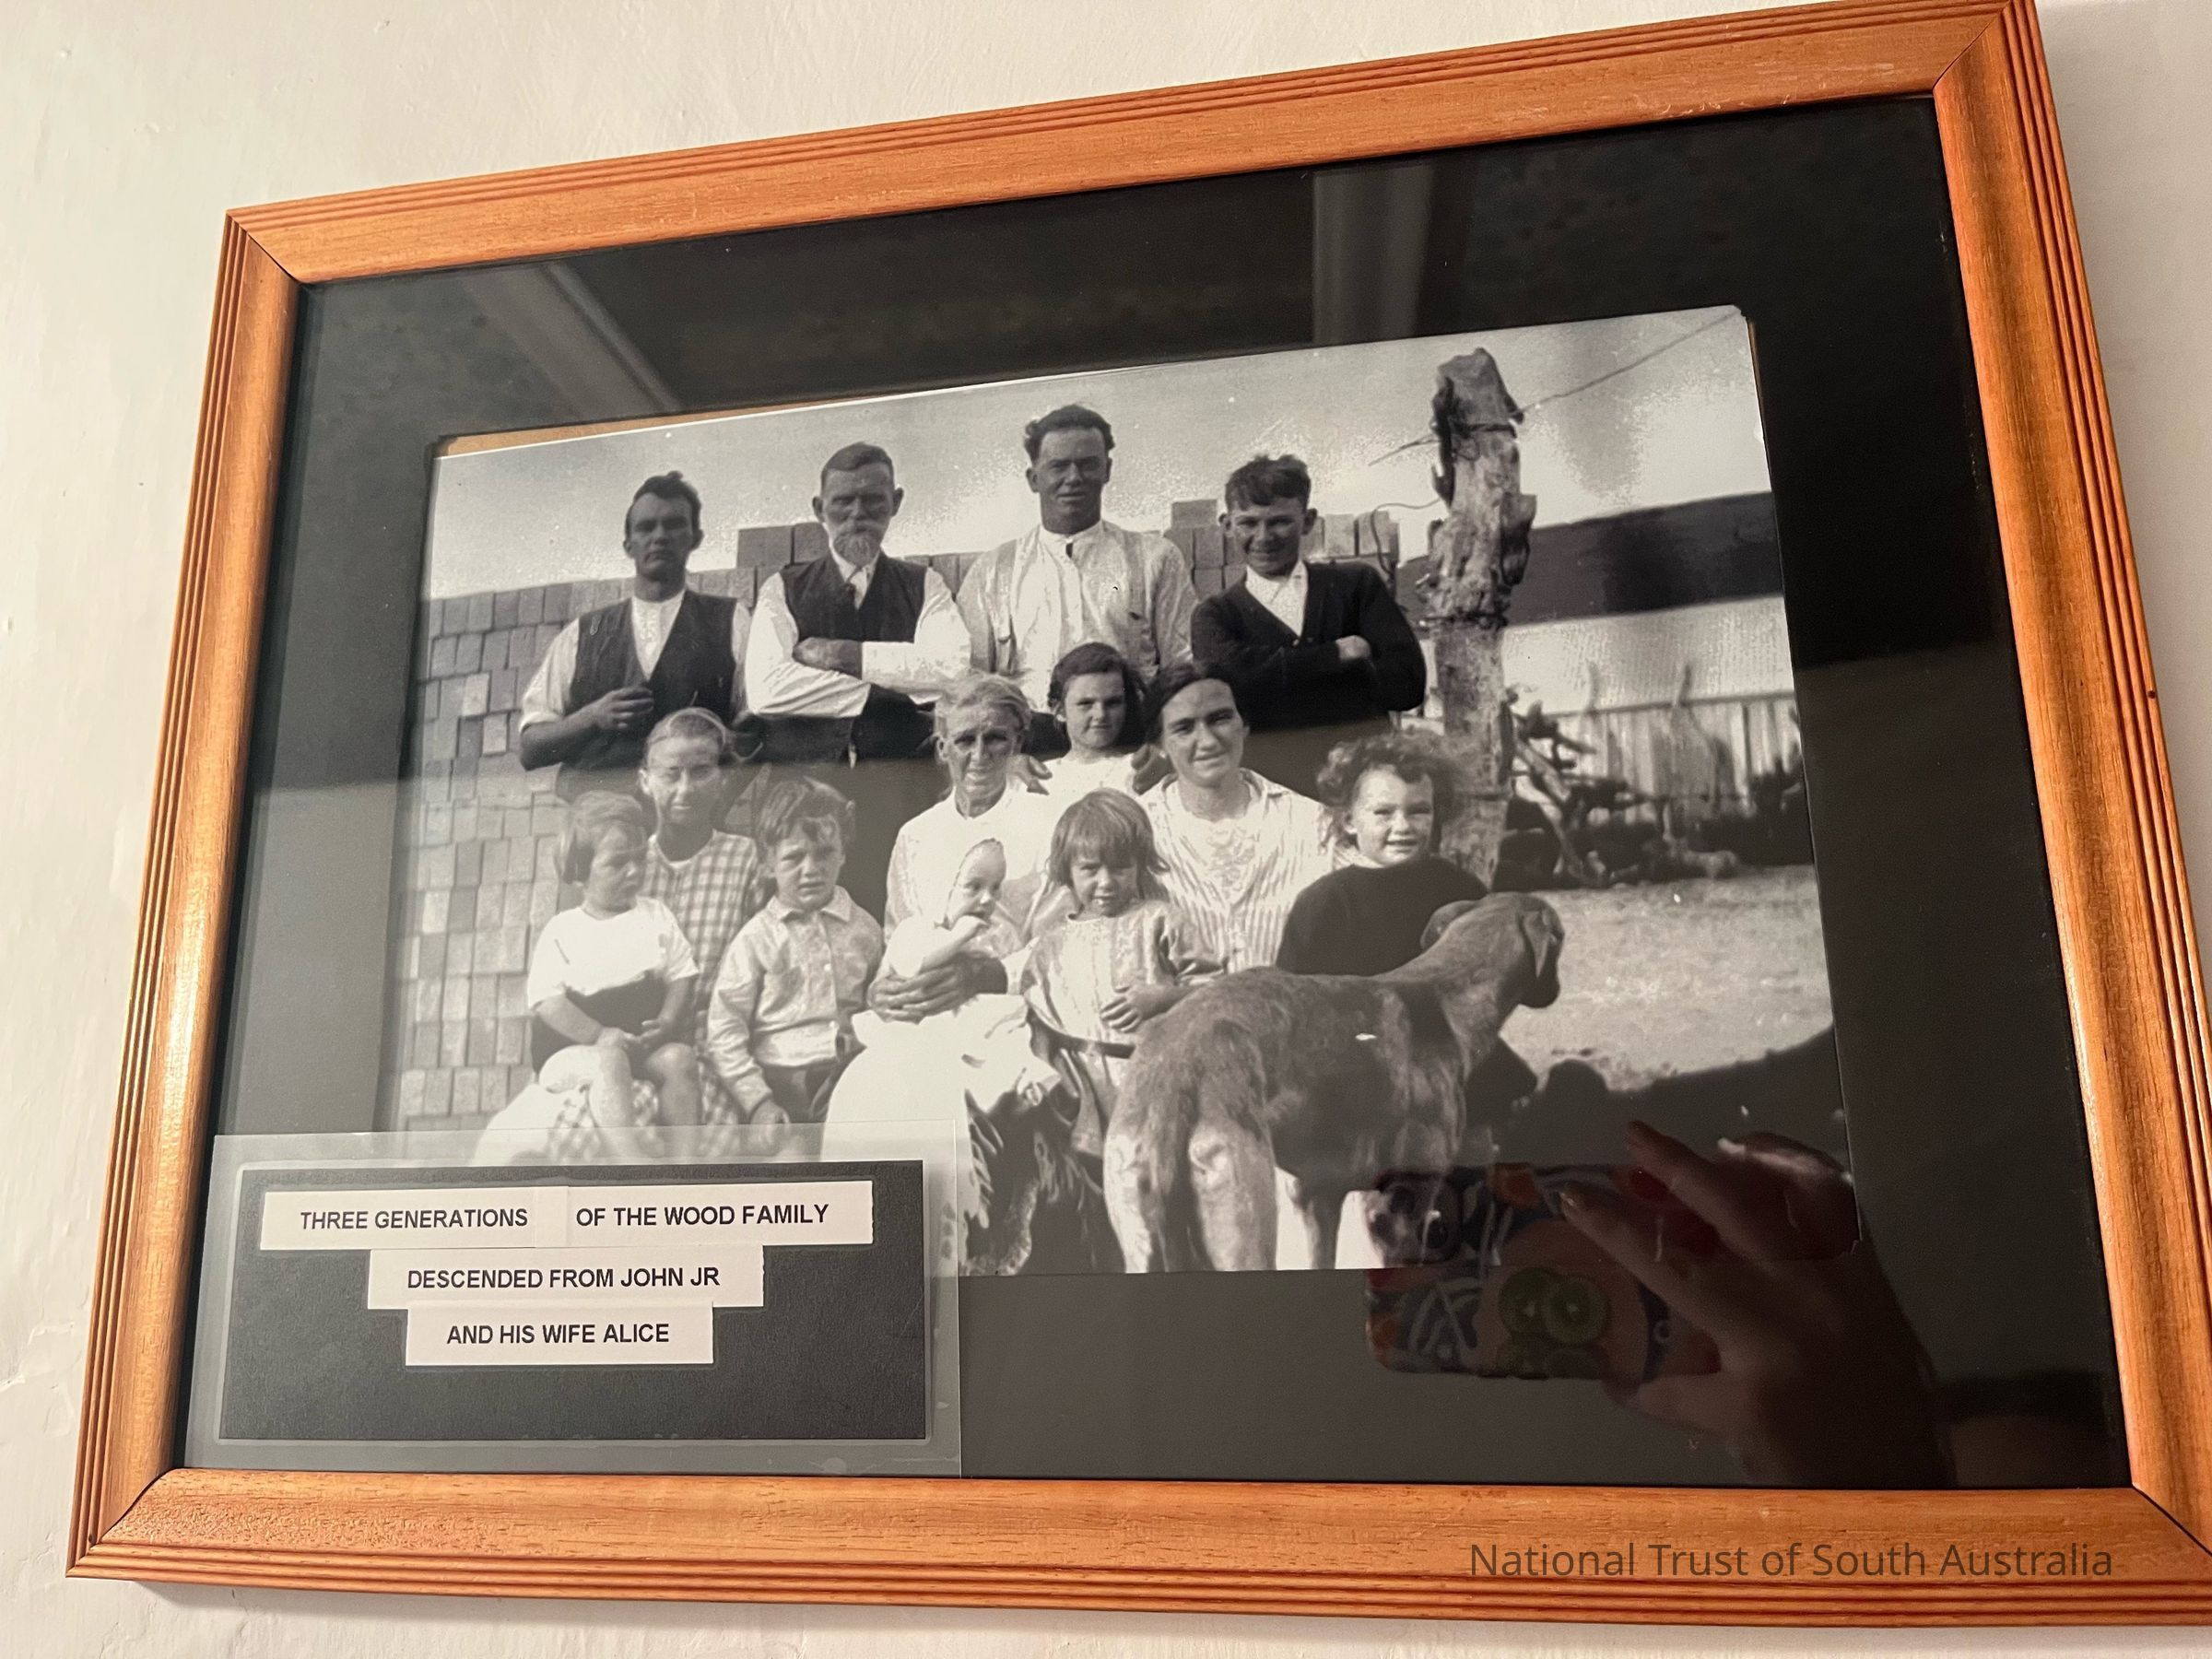 THREE GENERATIONS OF THE WOOD FAMILY
DESCENDED FROM JOHN JR
AND HIS WIFE ALICE
National Trust of South Australia